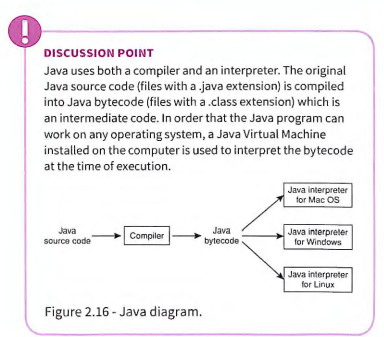 !
DISCUSSION POINT
Java uses both a compiler and an interpreter. The original
Java source code (files with a .java extension) is compiled
into Java bytecode (files with a .class extension) which is
an intermediate code. In order that the Java program can
work on any operating system, a Java Virtual Machine
installed on the computer is used to interpret the bytecode
at the time of execution.
Java
source code
Compiler
Java
bytecode
Java interpreter
for Mac OS
Java interpreter
for Windows
Java interpreter
for Linux
Figure 2.16 - Java diagram.